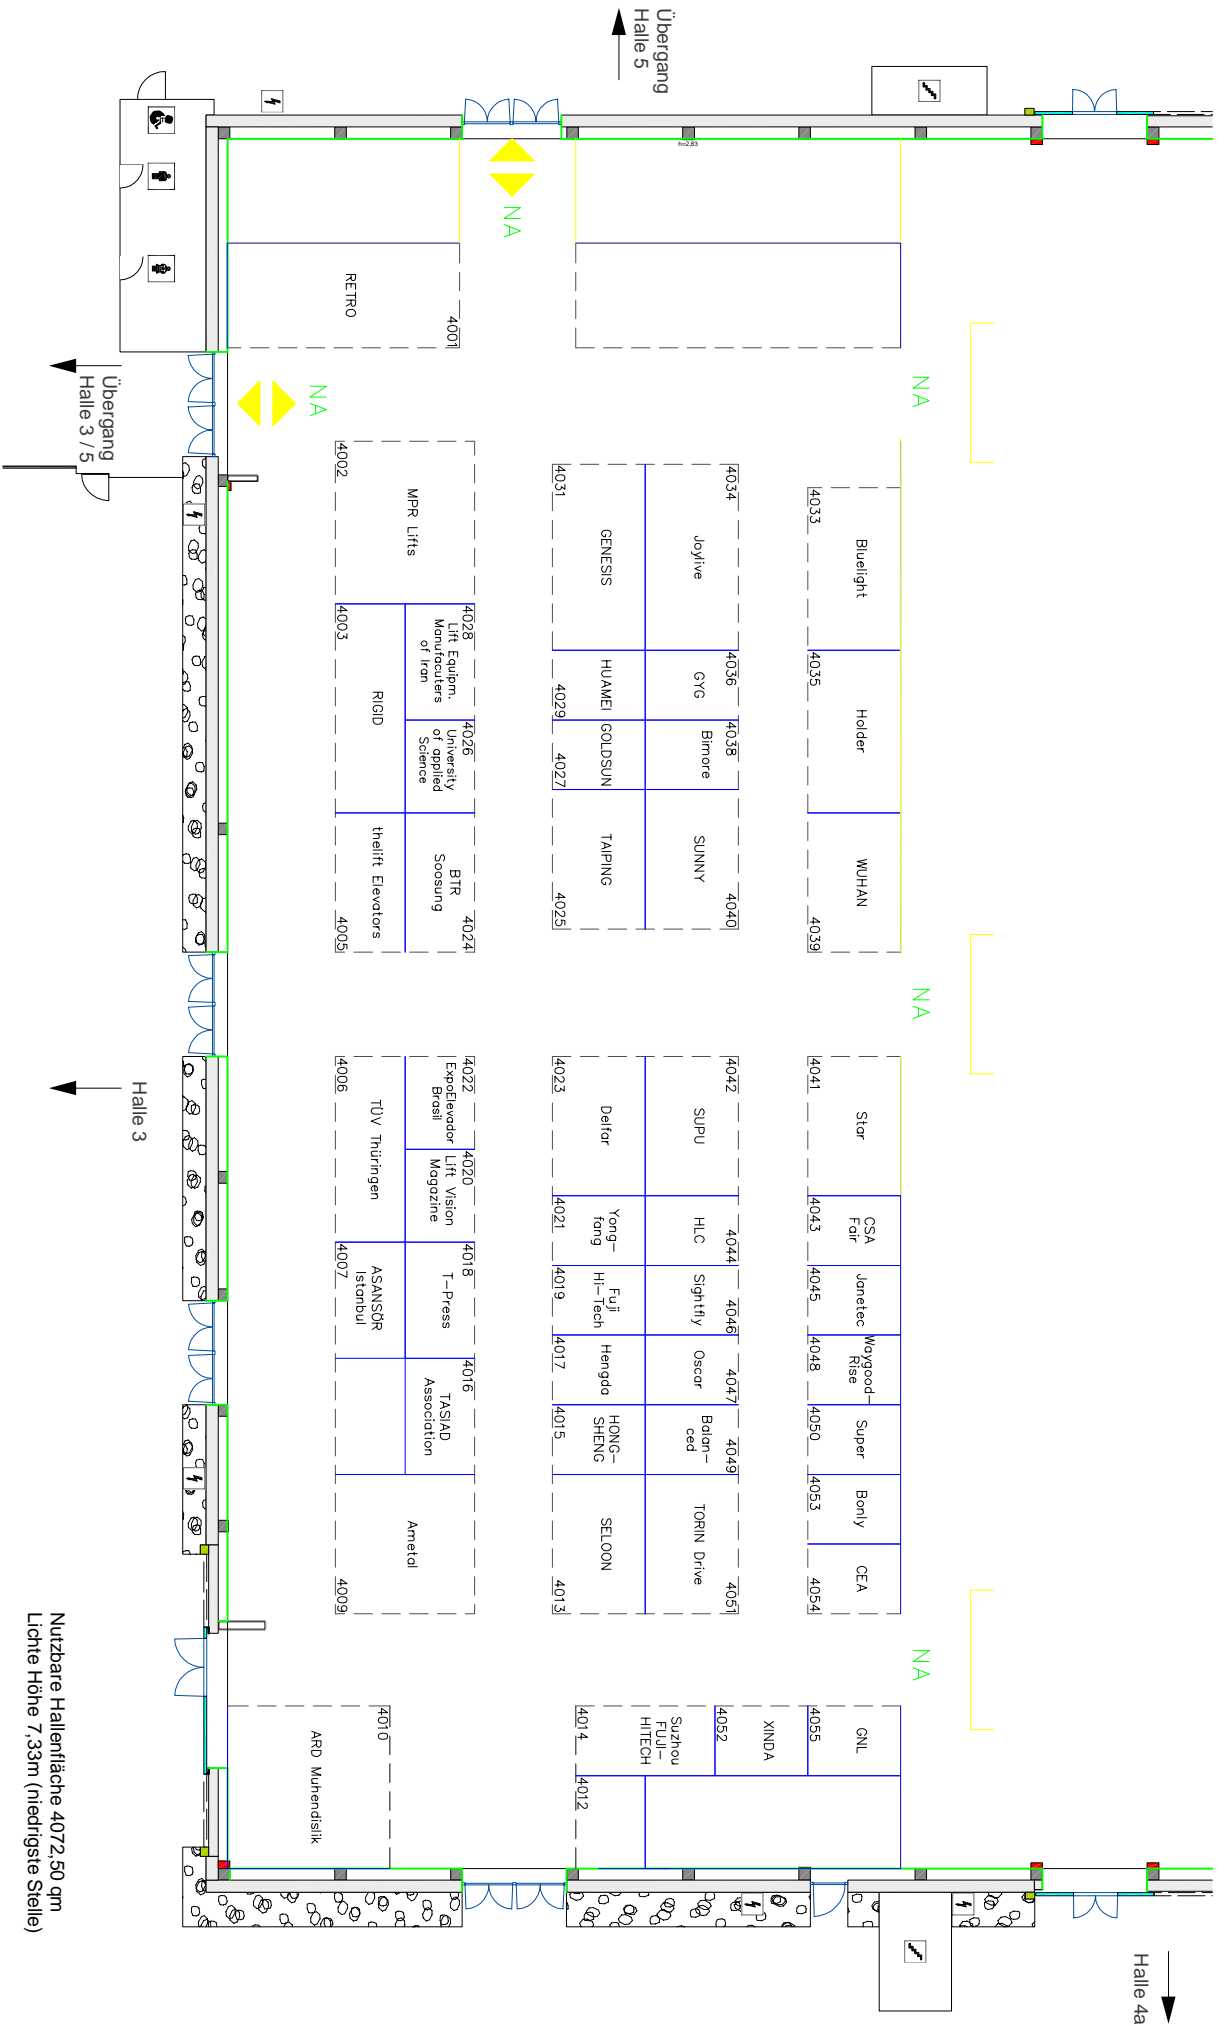 Übergang
Halle 5
h=2,83
NA
RETRO
4001
NA
Übergang
Halle 3 / 5
NA
4002
MPR Lifts
4031
GENESIS
4034
Joylive
4033
Bluelight
4003
RIGID
4028
Lift Equipm.
Manufacuters
of Iran
4026
University
of applied
Science
HUAMEI
4029
4036
GYG
GOLDSUN
4027
4038
Bimore
4035
Holder
thelift Elevators
4005
BTR
Soosung
4024
TAIPING
4025
SUNNY
4040
WUHAN
4039
NA
Halle 3
4006
TÜV Thüringen
4022
ExpoElevador
Brasil
4020
Lift Vision
Magazine
4023
Delfar
4042
SUPU
4041
Star
4007
ASANSÖR
Istanbul
4018
T-Press
4021
Yong-
fang
HLC
4044
4043
CSA
Fair
4019
Fuji
Hi-Tech
Sightfly
4046
4045
Janetec
4016
TASIAD
Association
4017
Hengda
Oscar
4047
4048
Waygood-
Rise
4015
HONG-
SHENG
Balan-
ced
4049
4050
Super
Ametal
4009
SELOON
4013
TORIN Drive
4051
4053
Bonly
CEA
4054
NA
4010
ARD Muhendislik
4014
Suzhou
FUJI-
HITECH
4052
XINDA
4055
GNL
4012
Nutzbare Hallenfläche 4072,50 qm
Lichte Höhe 7,33m (niedrigste Stelle)
Halle 4a